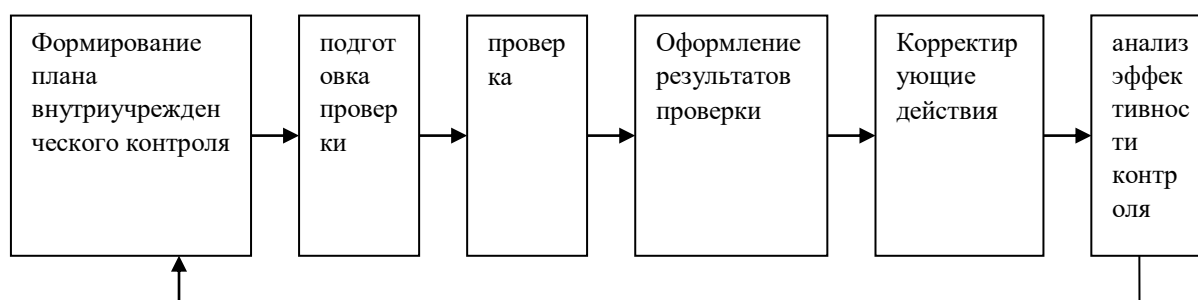 Формирование
плана
внутриучрежден
ческого контроля
подгот
овка
провер
ки
провер
ка
Оформление
результатов
проверки
Корректир
ующие
действия
анализ
эффек
тивнос
ти
контр
оля